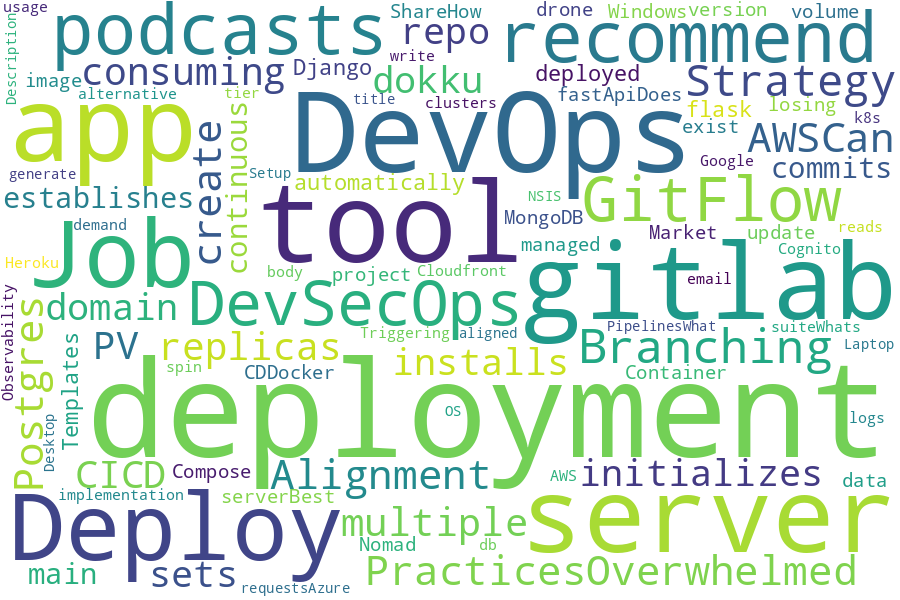 usage
podcasts
ShareHow
repo
drone
Windows
version
volume
recommend
Description
image
consuming
Django
write
dokku
deployed
Strategy
alternative
tier
title
clusters
fastApiDoes
flask
losing
k8s
app
create
continuous
DevOps
exist
AWSCan
generate
Setup
automatically
Google
commits
establishes
tool
NSIS
MongoDB
GitFlow
demand
Job
managed
Market
update
reads
Cognito
Heroku
body
project
Cloudfront
gitlab
email
domain
DevSecOps
Observability
Postgres
Templates
PV
replicas
Triggering
aligned
PipelinesWhat
suiteWhats
Branching
Laptop
installs
spin
CDDocker
Container
deployment
OS
logs
Desktop
CICD
Compose
Alignment
AWS
initializes
data
implementation
serverBest
Deploy
multiple
server
Nomad
db
main
sets
requestsAzure
PracticesOverwhelmed